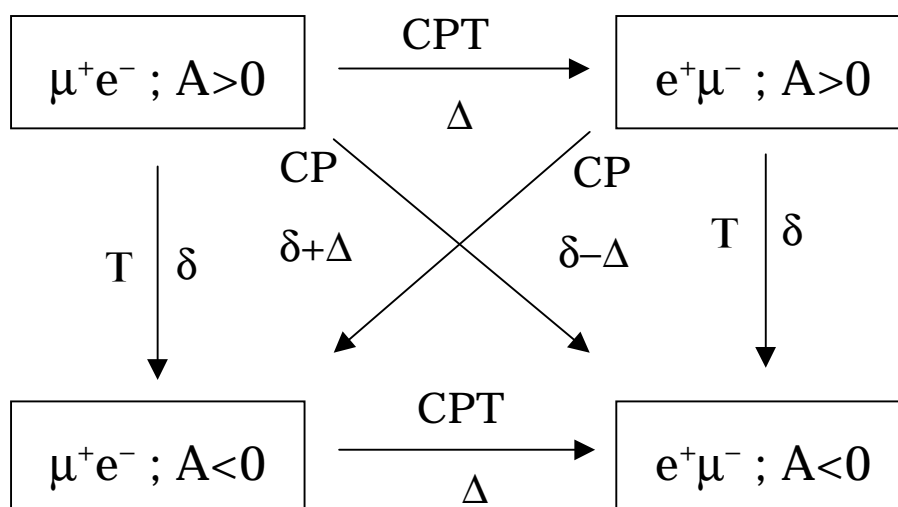 CPT
μ⁺e⁻ ; A>0
e⁺μ⁻ ; A>0
Δ
CP
CP
T
δ
δ+Δ
δ−Δ
T
δ
CPT
μ⁺e⁻ ; A<0
e⁺μ⁻ ; A<0
Δ